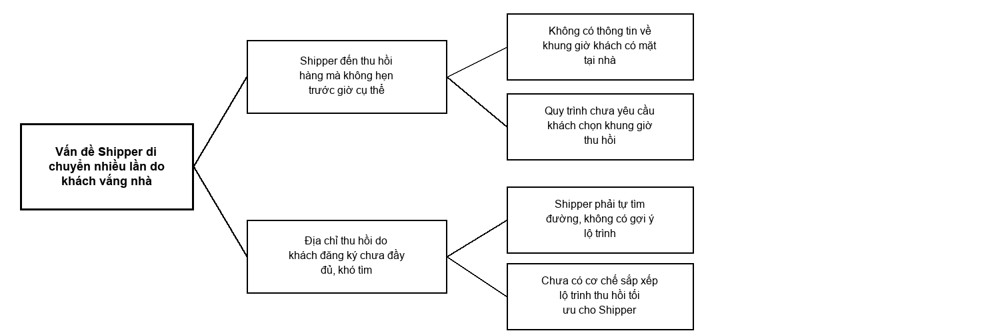 Vấn đề Shipper di
chuyển nhiều lần do
khách vắng nhà
Shipper đến thu hồi
hàng mà không hẹn
trước giờ cụ thể
Không có thông tin về
khung giờ khách có mặt
tại nhà
Quy trình chưa yêu cầu
khách chọn khung giờ
thu hồi
Địa chỉ thu hồi do
khách đăng ký chưa đầy
đủ, khó tìm
Shipper phải tự tìm
đường, không có gợi ý
lộ trình
Chưa có cơ chế sắp xếp
lộ trình thu hồi tối
ưu cho Shipper